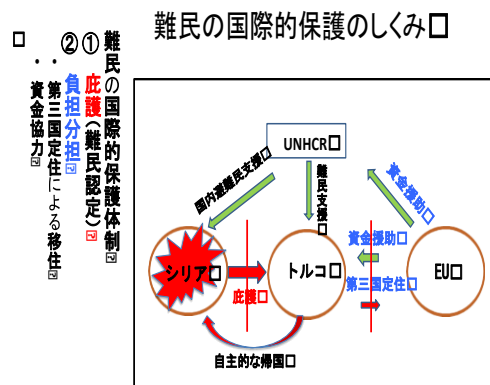 難民の国際的保護のしくみ
難民の国際的保護体制
①庇護(難民認定)
②負担分担
・第三国定住による移住
・資金協力
UNHCR
国内避難民支援
難民支援
資金援助
資金援助
シリア
トルコ
EU
庇護
第三国定住
自主的な帰国